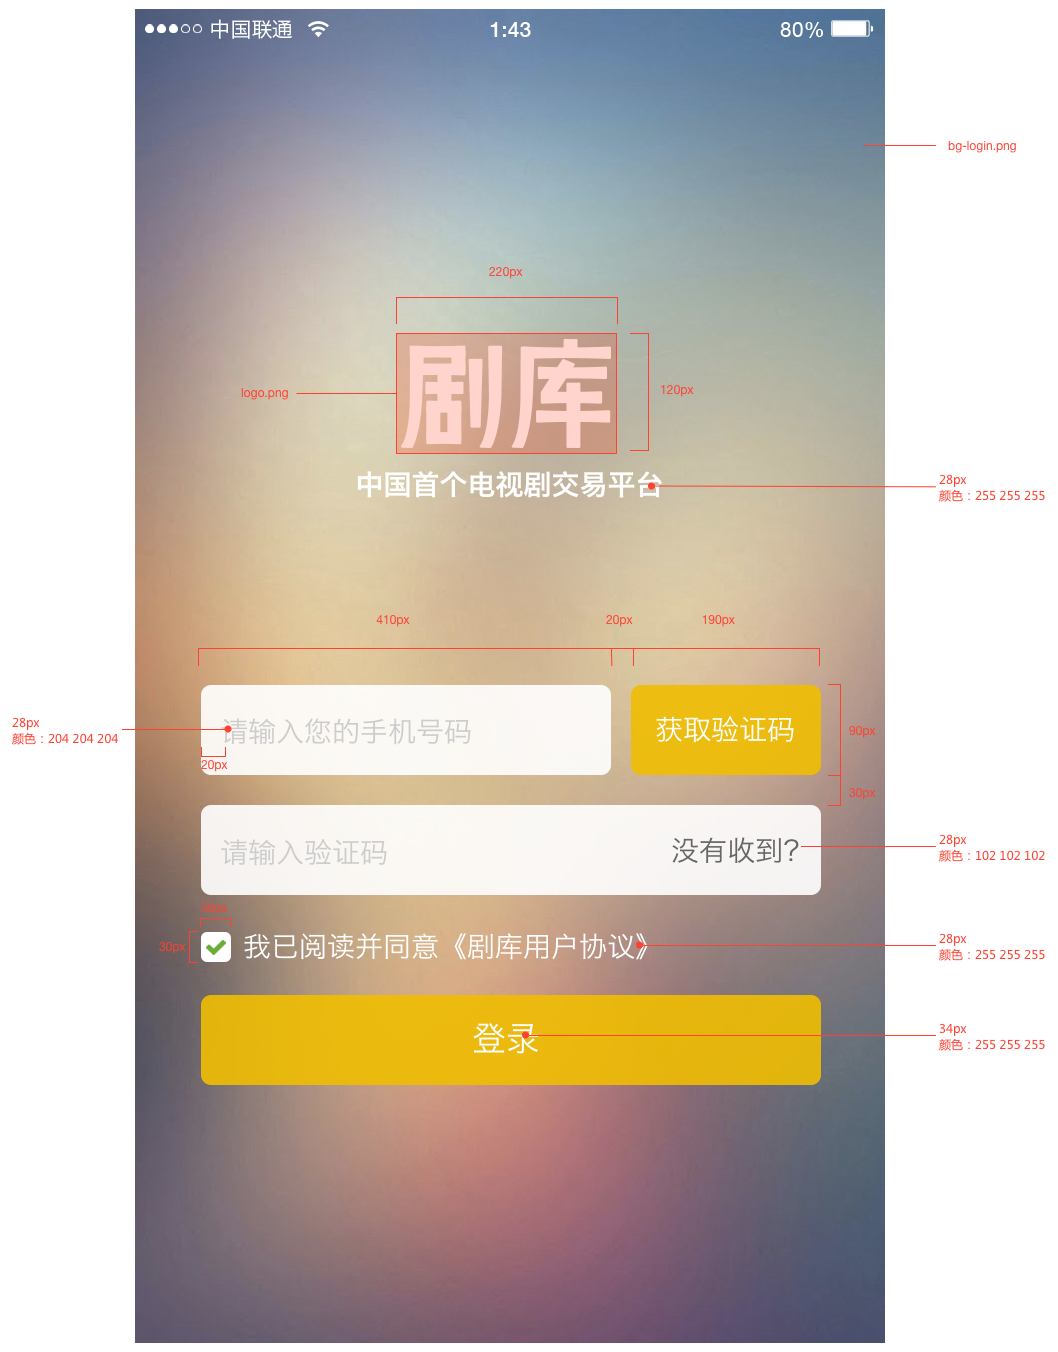 中国联通 1:43 80%
bg-login.png
220px
剧库
logo.png
120px
中国首个电视剧交易平台
28px
颜色：255 255 255
410px 20px 190px
请输入您的手机号码
获取验证码
28px
颜色：204 204 204
20px
90px
30px
请输入验证码
没有收到?
28px
颜色：102 102 102
30px
我已阅读并同意《剧库用户协议》
28px
颜色：255 255 255
登录
34px
颜色：255 255 255